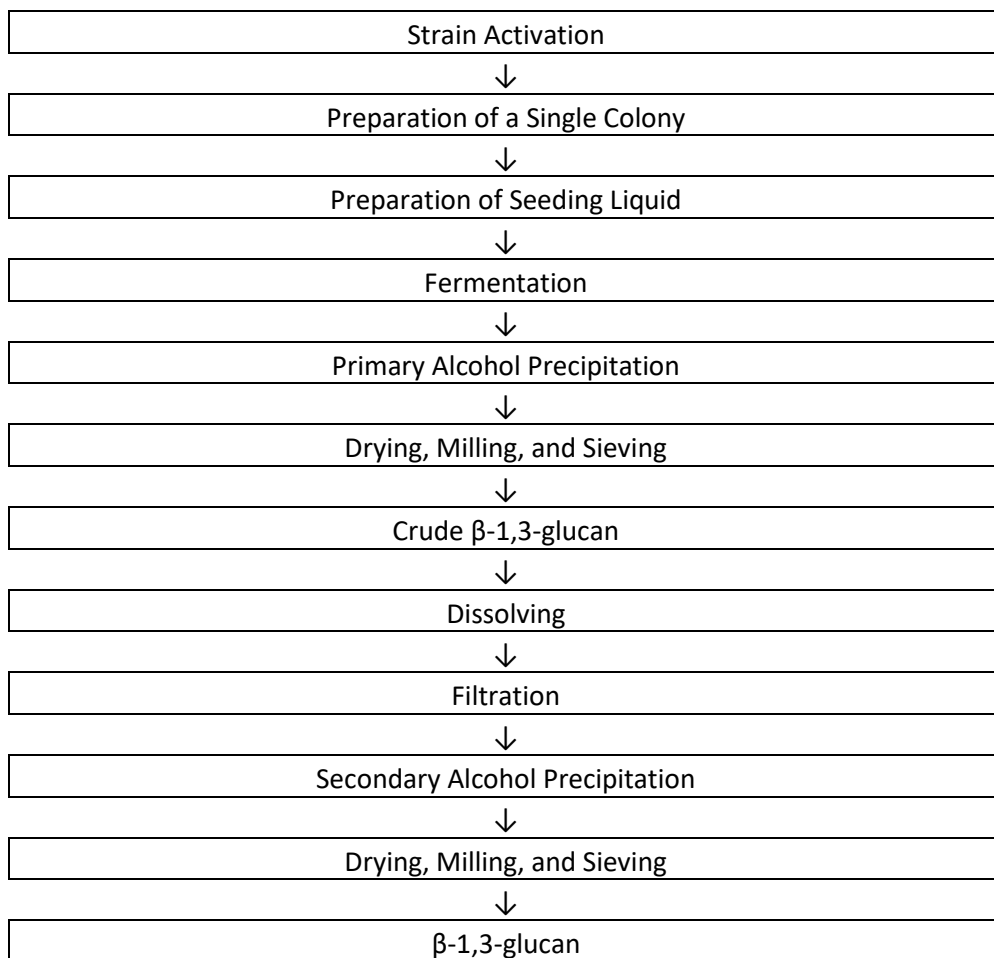 Strain Activation
↓
Preparation of a Single Colony
↓
Preparation of Seeding Liquid
↓
Fermentation
↓
Primary Alcohol Precipitation
↓
Drying, Milling, and Sieving
↓
Crude β-1,3-glucan
↓
Dissolving
↓
Filtration
↓
Secondary Alcohol Precipitation
↓
Drying, Milling, and Sieving
↓
β-1,3-glucan